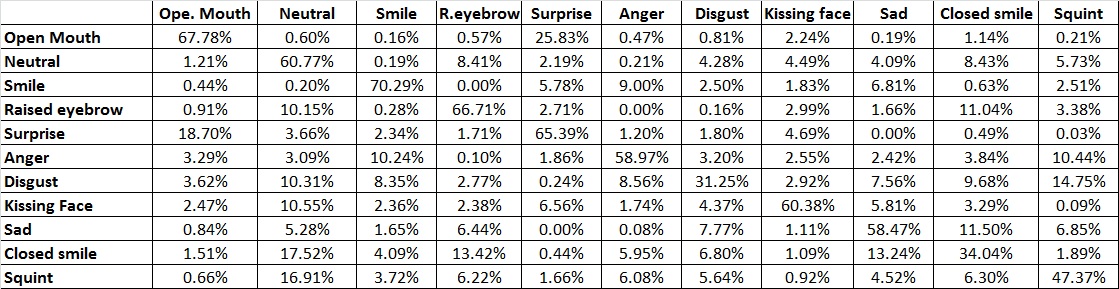 Ope. Mouth Neutral Smile R.eyebrow Surprise Anger Disgust Kissing face Sad Closed smile Squint
Open Mouth 67.78% 0.60% 0.16% 0.57% 25.83% 0.47% 0.81% 2.24% 0.19% 1.14% 0.21%
Neutral 1.21% 60.77% 0.19% 8.41% 2.19% 0.21% 4.28% 4.49% 4.09% 8.43% 5.73%
Smile 0.44% 0.20% 70.29% 0.00% 5.78% 9.00% 2.50% 1.83% 6.81% 0.63% 2.51%
Raised eyebrow 0.91% 10.15% 0.28% 66.71% 2.71% 0.00% 0.16% 2.99% 1.66% 11.04% 3.38%
Surprise 18.70% 3.66% 2.34% 1.71% 65.39% 1.20% 1.80% 4.69% 0.00% 0.49% 0.03%
Anger 3.29% 3.09% 10.24% 0.10% 1.86% 58.97% 3.20% 2.55% 2.42% 3.84% 10.44%
Disgust 3.62% 10.31% 8.35% 2.77% 0.24% 8.56% 31.25% 2.92% 7.56% 9.68% 14.75%
Kissing Face 2.47% 10.55% 2.36% 2.38% 6.56% 1.74% 4.37% 60.38% 5.81% 3.29% 0.09%
Sad 0.84% 5.28% 1.65% 6.44% 0.00% 0.08% 7.77% 1.11% 58.47% 11.50% 6.85%
Closed smile 1.51% 17.52% 4.09% 13.42% 0.44% 5.95% 6.80% 1.09% 13.24% 34.04% 1.89%
Squint 0.66% 16.91% 3.72% 6.22% 1.66% 6.08% 5.64% 0.92% 4.52% 6.30% 47.37%